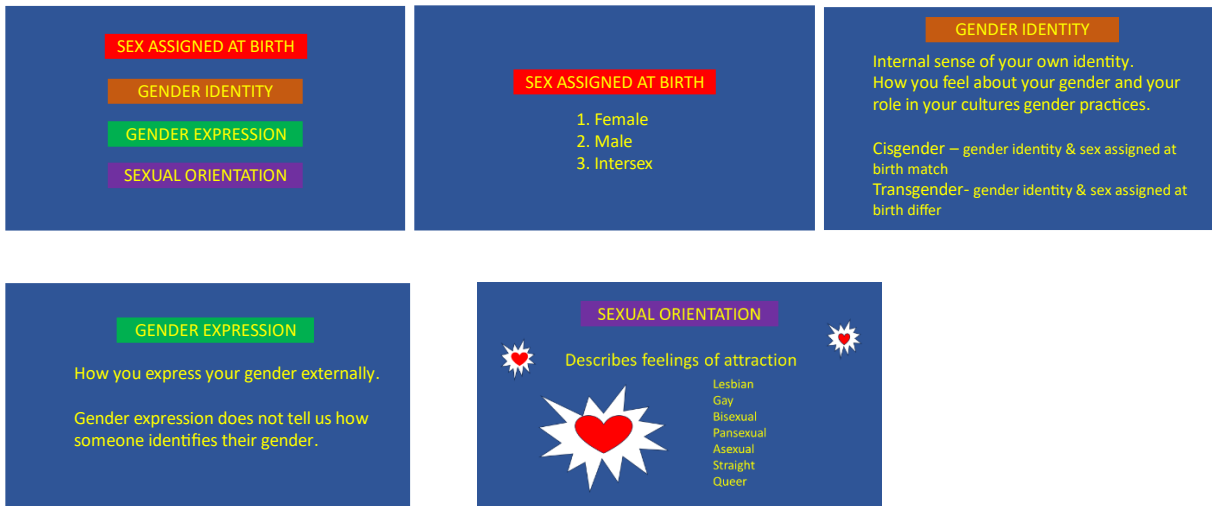 SEX ASSIGNED AT BIRTH
GENDER IDENTITY
GENDER EXPRESSION
SEXUAL ORIENTATION
SEX ASSIGNED AT BIRTH
1. Female
2. Male
3. Intersex
GENDER IDENTITY
Internal sense of your own identity.
How you feel about your gender and your
role in your cultures gender practices.
Cisgender – gender identity & sex assigned at
birth match
Transgender- gender identity & sex assigned at
birth differ
GENDER EXPRESSION
How you express your gender externally.
Gender expression does not tell us how
someone identifies their gender.
SEXUAL ORIENTATION
Describes feelings of attraction
Lesbian
Gay
Bisexual
Pansexual
Asexual
Straight
Queer